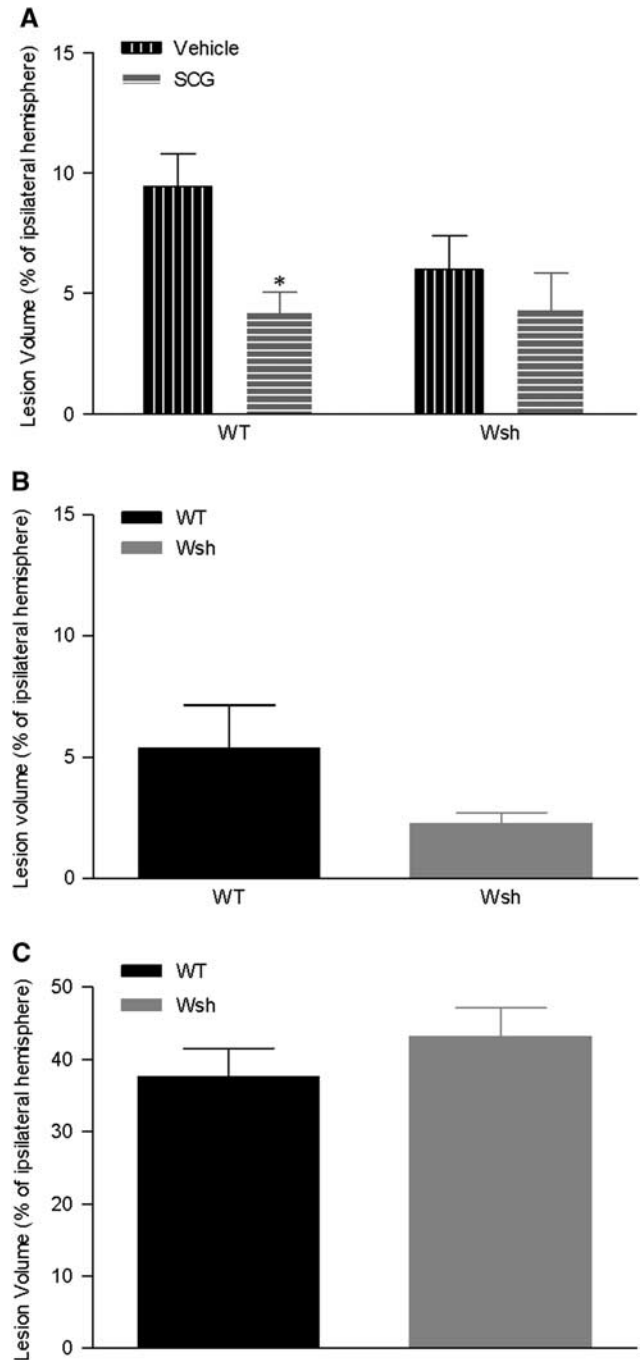 A
Vehicle
SCG
Lesion Volume (% of ipsilateral hemisphere)
15
10
5
0
*
WT
Wsh
B
WT
Wsh
Lesion volume (% of ipsilateral hemisphere)
15
10
5
0
WT
Wsh
C
WT
Wsh
Lesion Volume (% of ipsilateral hemisphere)
50
40
30
20
10
0